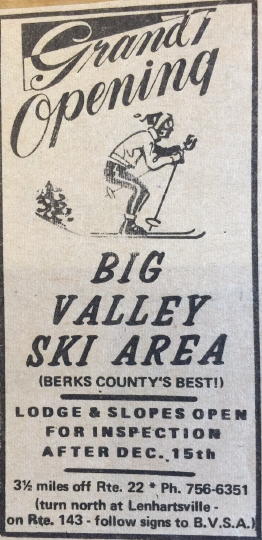 Grand
Opening
BIG
VALLEY
SKI AREA
(BERKS COUNTY'S BEST!)
LODGE & SLOPES OPEN
FOR INSPECTION
AFTER DEC. 15th
3½ miles off Rte. 22 * Ph. 756-6351
(turn north at Lenhartsville -
on Rte. 143 - follow signs to B.V.S.A.)